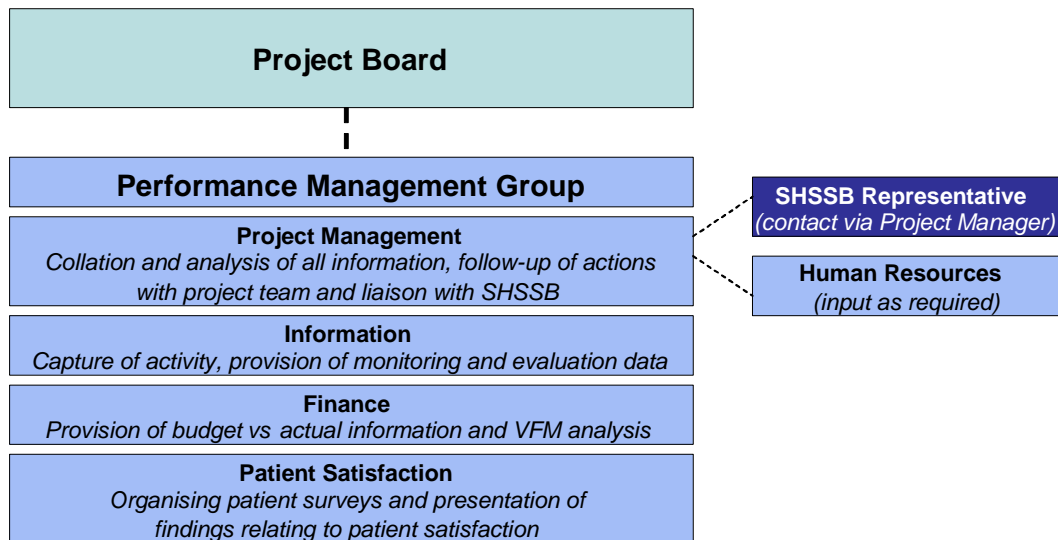 Project Board
Performance Management Group
Project Management
Collation and analysis of all information, follow-up of actions
with project team and liaison with SHSSB
SHSSB Representative
(contact via Project Manager)
Human Resources
(input as required)
Information
Capture of activity, provision of monitoring and evaluation data
Finance
Provision of budget vs actual information and VFM analysis
Patient Satisfaction
Organising patient surveys and presentation of
findings relating to patient satisfaction